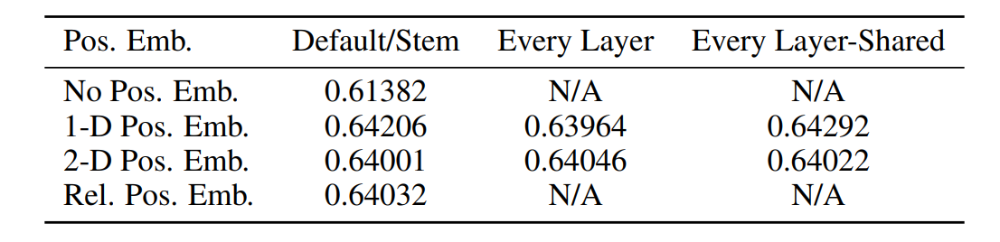 Pos. Emb. Default/Stem Every Layer Every Layer-Shared
No Pos. Emb. 0.61382 N/A N/A
1-D Pos. Emb. 0.64206 0.63964 0.64292
2-D Pos. Emb. 0.64001 0.64046 0.64022
Rel. Pos. Emb. 0.64032 N/A N/A